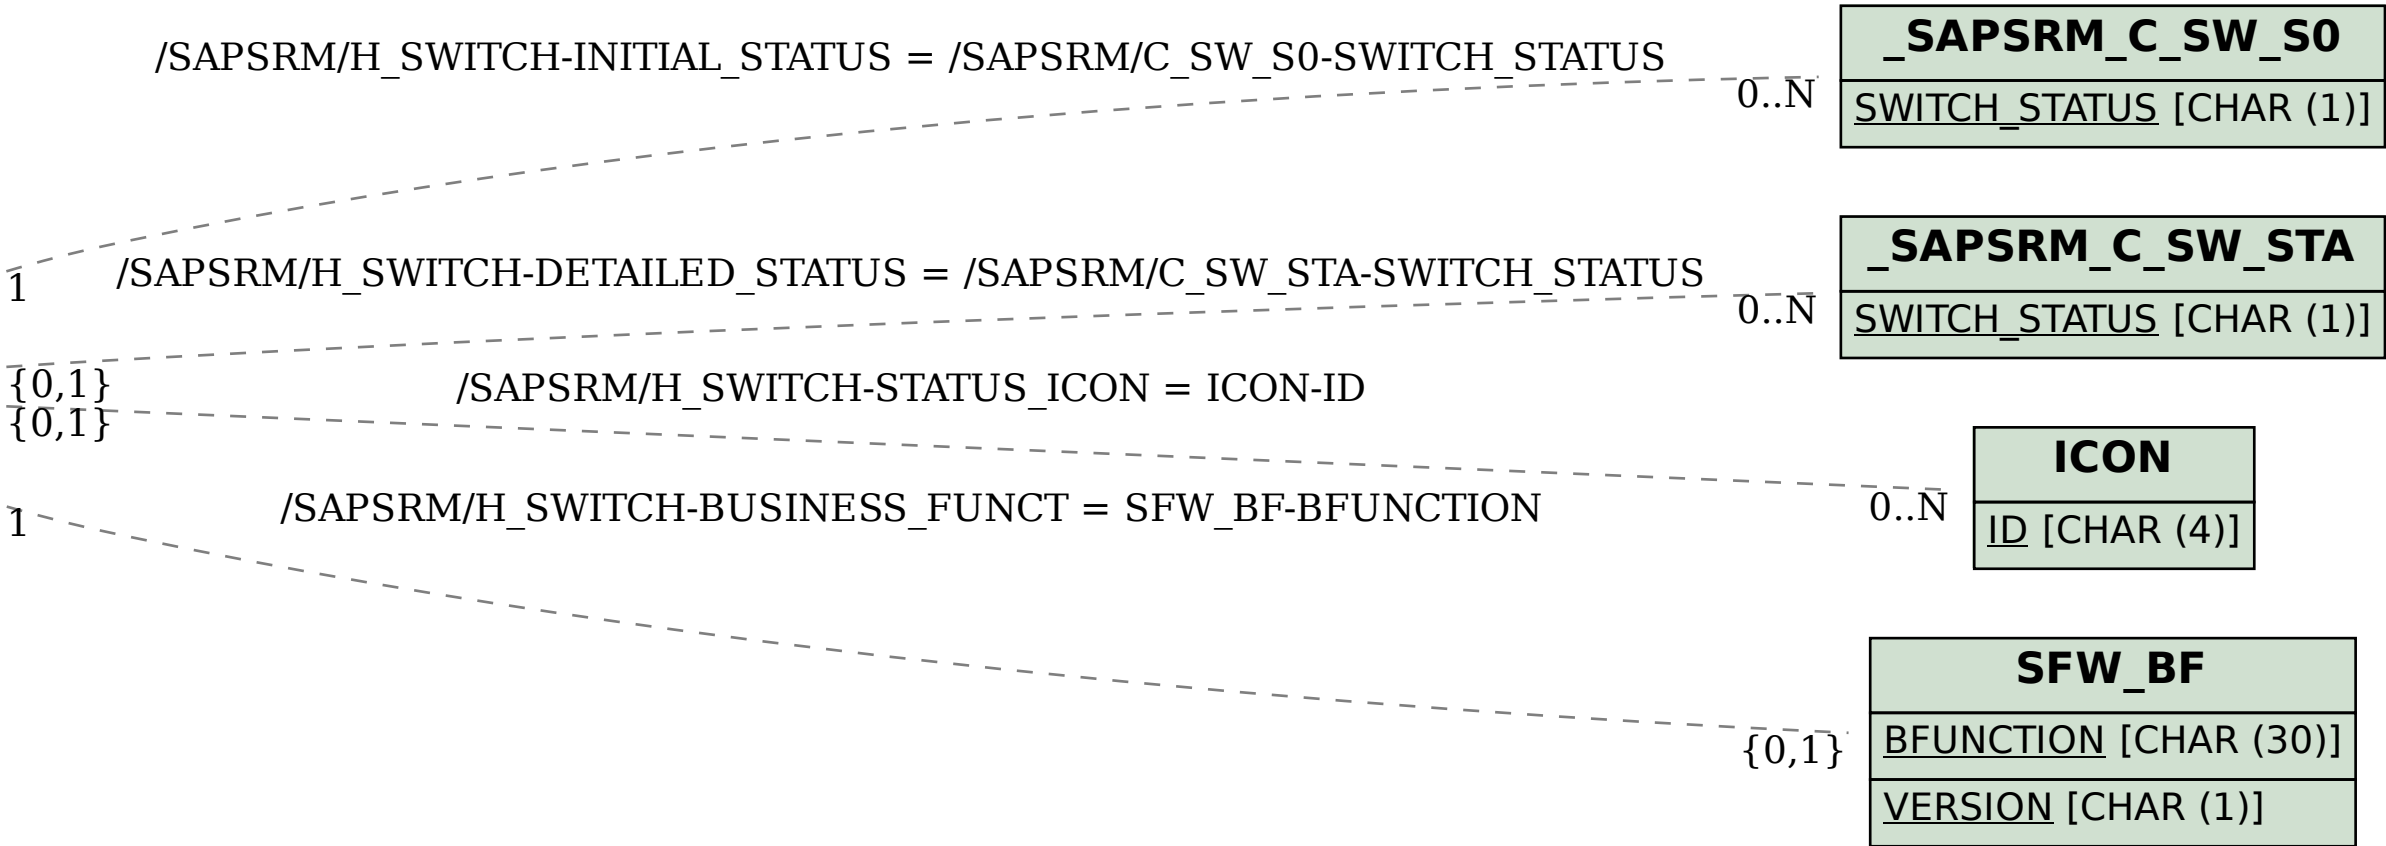 _SAPSRM_C_SW_S0
/SAPSRM/H_SWITCH-INITIAL_STATUS = /SAPSRM/C_SW_S0-SWITCH_STATUS
0..N
SWITCH_STATUS [CHAR (1)]
1
_SAPSRM_C_SW_STA
/SAPSRM/H_SWITCH-DETAILED_STATUS = /SAPSRM/C_SW_STA-SWITCH_STATUS
0..N
SWITCH_STATUS [CHAR (1)]
{0,1}
/SAPSRM/H_SWITCH-STATUS_ICON = ICON-ID
{0,1}
ICON
0..N
ID [CHAR (4)]
/SAPSRM/H_SWITCH-BUSINESS_FUNCT = SFW_BF-BFUNCTION
1
SFW_BF
{0,1}
BFUNCTION [CHAR (30)]
VERSION [CHAR (1)]